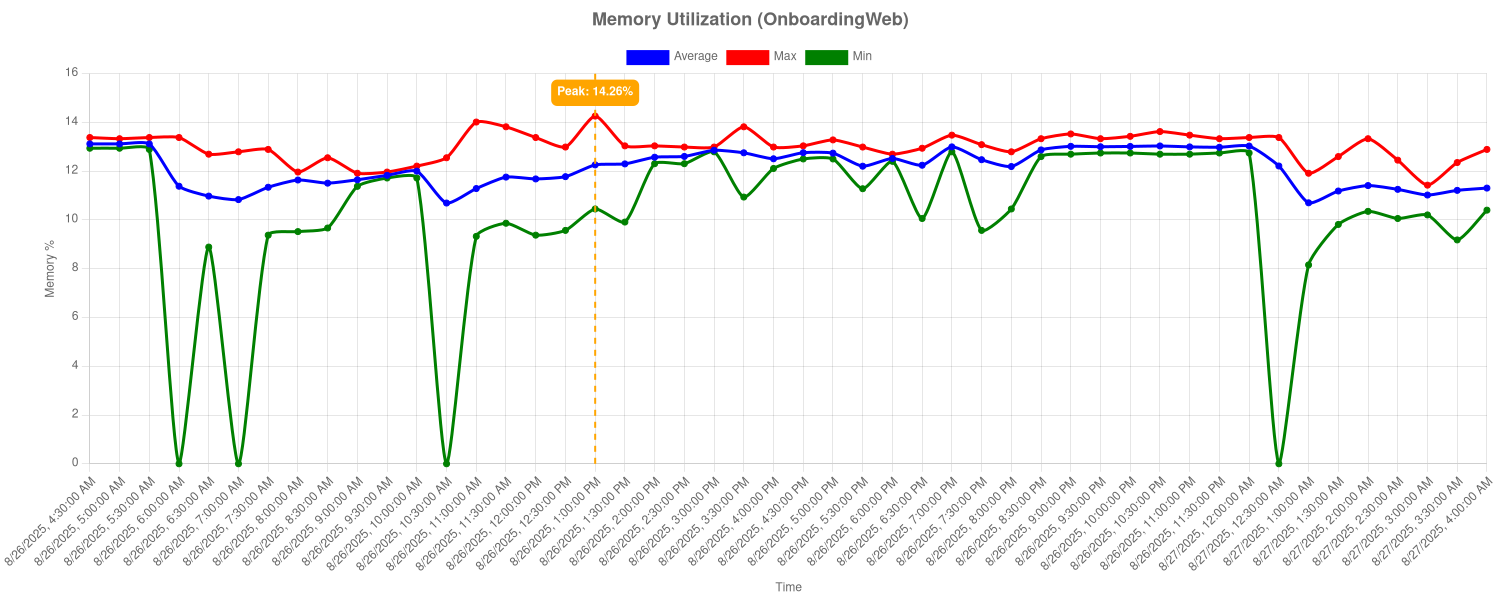 Memory Utilization (OnboardingWeb)
Average Max Min
Peak: 14.26%
16
14
12
10
8
6
4
2
0
Memory %
8/26/2025, 4:30:00 AM
8/26/2025, 5:00:00 AM
8/26/2025, 5:30:00 AM
8/26/2025, 6:00:00 AM
8/26/2025, 6:30:00 AM
8/26/2025, 7:00:00 AM
8/26/2025, 7:30:00 AM
8/26/2025, 8:00:00 AM
8/26/2025, 8:30:00 AM
8/26/2025, 9:00:00 AM
8/26/2025, 9:30:00 AM
8/26/2025, 10:00:00 AM
8/26/2025, 10:30:00 AM
8/26/2025, 11:00:00 AM
8/26/2025, 11:30:00 AM
8/26/2025, 12:00:00 PM
8/26/2025, 12:30:00 PM
8/26/2025, 1:00:00 PM
8/26/2025, 1:30:00 PM
8/26/2025, 2:00:00 PM
8/26/2025, 2:30:00 PM
8/26/2025, 3:00:00 PM
8/26/2025, 3:30:00 PM
8/26/2025, 4:00:00 PM
8/26/2025, 4:30:00 PM
8/26/2025, 5:00:00 PM
8/26/2025, 5:30:00 PM
8/26/2025, 6:00:00 PM
8/26/2025, 6:30:00 PM
8/26/2025, 7:00:00 PM
8/26/2025, 7:30:00 PM
8/26/2025, 8:00:00 PM
8/26/2025, 8:30:00 PM
8/26/2025, 9:00:00 PM
8/26/2025, 9:30:00 PM
8/26/2025, 10:00:00 PM
8/26/2025, 10:30:00 PM
8/26/2025, 11:00:00 PM
8/26/2025, 11:30:00 PM
8/27/2025, 12:00:00 AM
8/27/2025, 12:30:00 AM
8/27/2025, 1:00:00 AM
8/27/2025, 1:30:00 AM
8/27/2025, 2:00:00 AM
8/27/2025, 2:30:00 AM
8/27/2025, 3:00:00 AM
8/27/2025, 3:30:00 AM
8/27/2025, 4:00:00 AM
Time